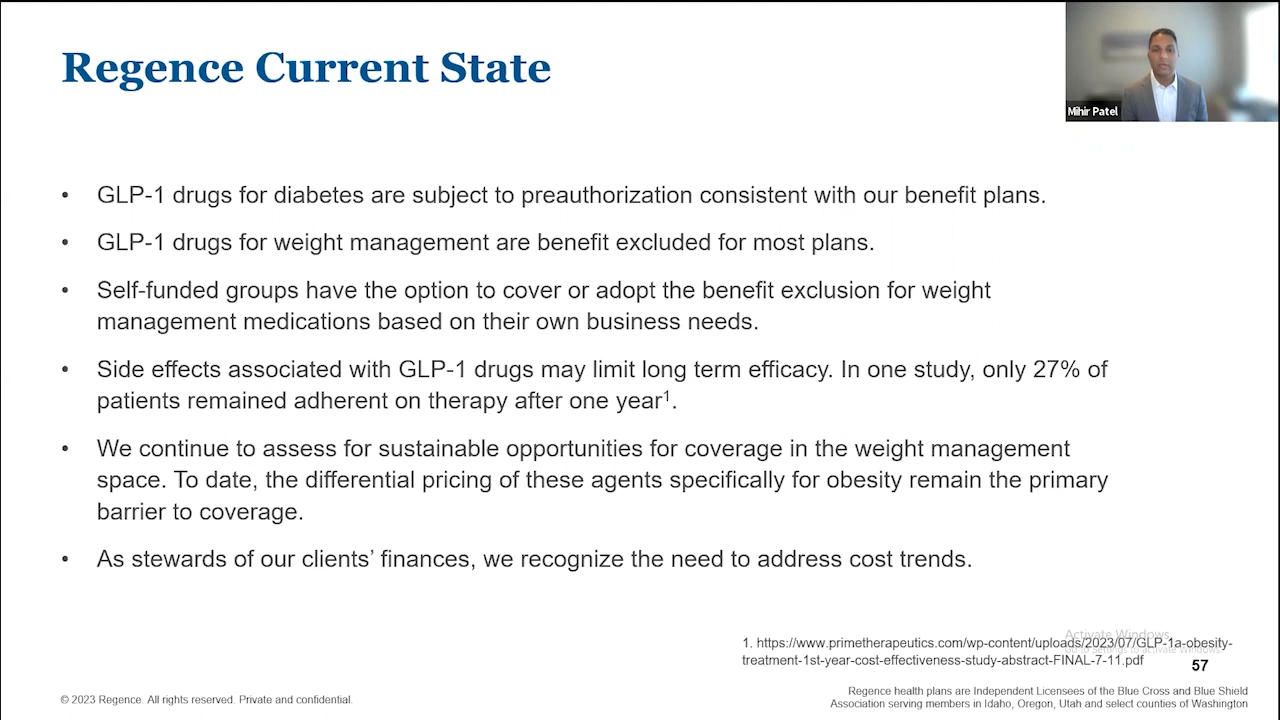 Regence Current State
Mihir Patel
• GLP-1 drugs for diabetes are subject to preauthorization consistent with our benefit plans.
• GLP-1 drugs for weight management are benefit excluded for most plans.
• Self-funded groups have the option to cover or adopt the benefit exclusion for weight
management medications based on their own business needs.
• Side effects associated with GLP-1 drugs may limit long term efficacy. In one study, only 27% of
patients remained adherent on therapy after one year¹.
• We continue to assess for sustainable opportunities for coverage in the weight management
space. To date, the differential pricing of these agents specifically for obesity remain the primary
barrier to coverage.
• As stewards of our clients’ finances, we recognize the need to address cost trends.
Activate Windows
Go to Settings to activate Windows.
1. https://www.primetherapeutics.com/wp-content/uploads/2023/07/GLP-1a-obesity-
treatment-1st-year-cost-effectiveness-study-abstract-FINAL-7-11.pdf
57
© 2023 Regence. All rights reserved. Private and confidential.
Regence health plans are Independent Licensees of the Blue Cross and Blue Shield
Association serving members in Idaho, Oregon, Utah and select counties of Washington